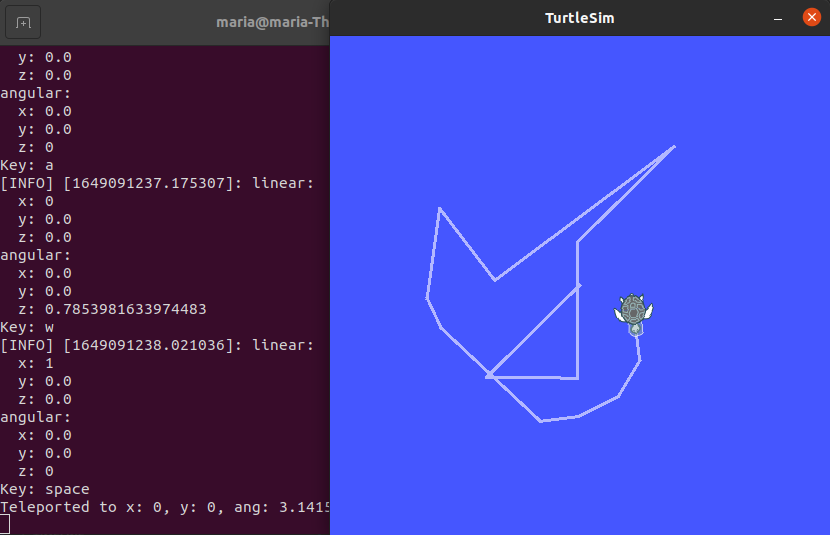 maria@maria-Th
TurtleSim
  y: 0.0
  z: 0.0
angular:
  x: 0.0
  y: 0.0
  z: 0
Key: a
[INFO] [1649091237.175307]: linear:
  x: 0
  y: 0.0
  z: 0.0
angular:
  x: 0.0
  y: 0.0
  z: 0.7853981633974483
Key: w
[INFO] [1649091238.021036]: linear:
  x: 1
  y: 0.0
  z: 0.0
angular:
  x: 0.0
  y: 0.0
  z: 0
Key: space
Teleported to x: 0, y: 0, ang: 3.1415